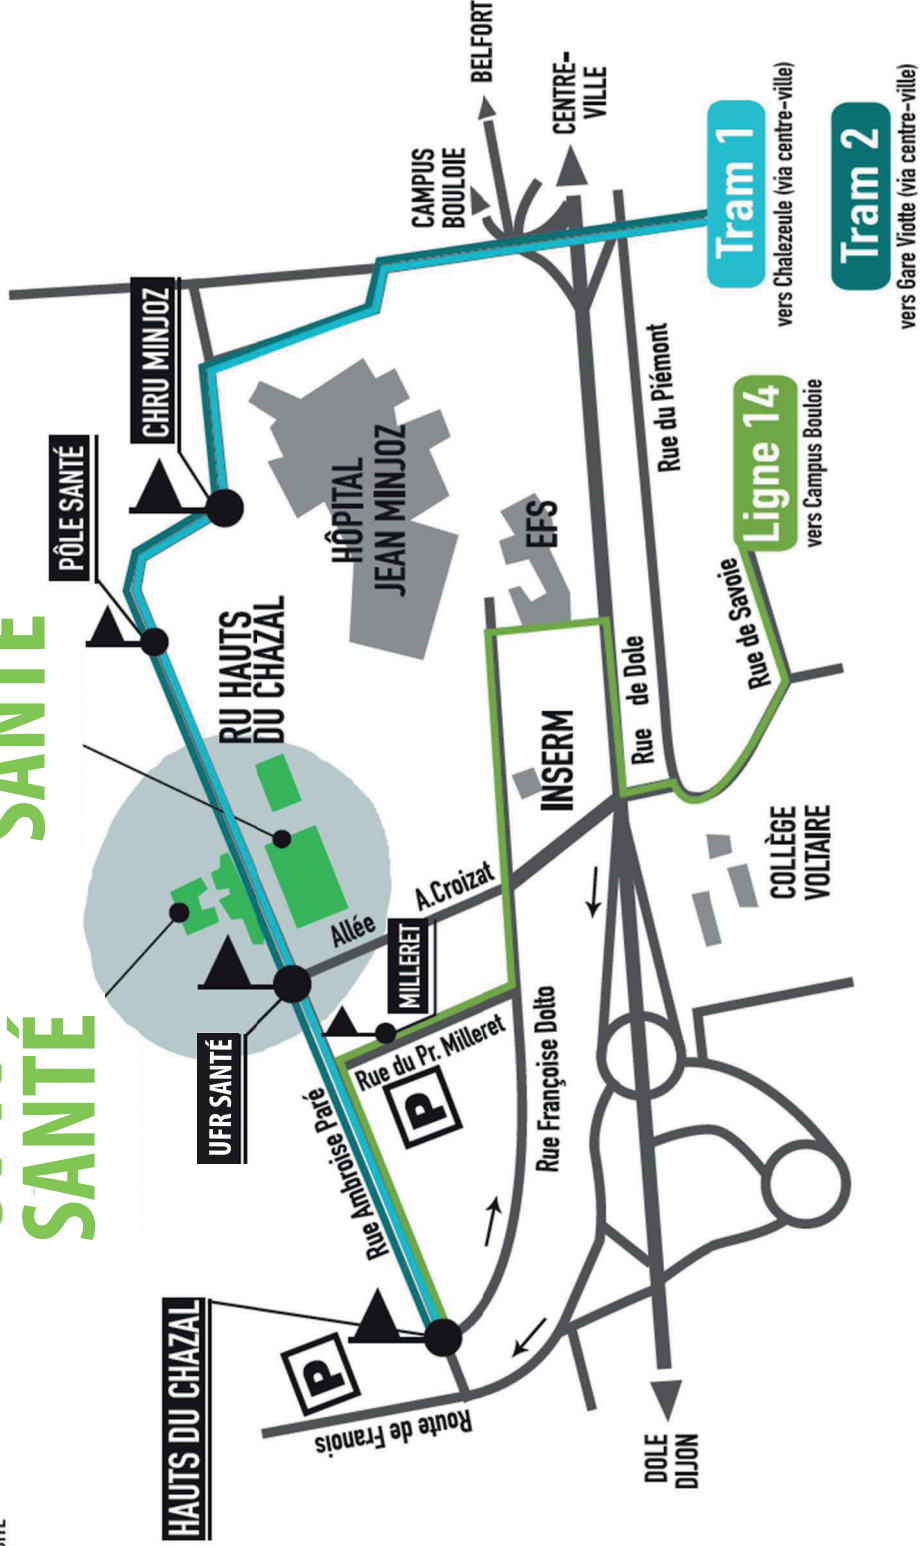 SANTÉ
SANTÉ
HAUTS DU CHAZAL
UFR SANTÉ
PÔLE SANTÉ
CHRU MINJOZ
MILLERET
RU HAUTS
DU CHAZAL
HÔPITAL
JEAN MINJOZ
EFS
INSERM
CAMPUS
BOULOIE
BELFORT
CENTRE-
VILLE
P
Route de Franois
Rue Ambroise Paré
P
Rue du Pr. Milleret
Allée A.Croizat
Rue Françoise Dolto
Rue de Dole
Rue du Piémont
Rue de Savoie
COLLÈGE
VOLTAIRE
DOLE
DIJON
Ligne 14
vers Campus Bouloie
Tram 1
vers Chalezeule (via centre-ville)
Tram 2
vers Gare Viotte (via centre-ville)